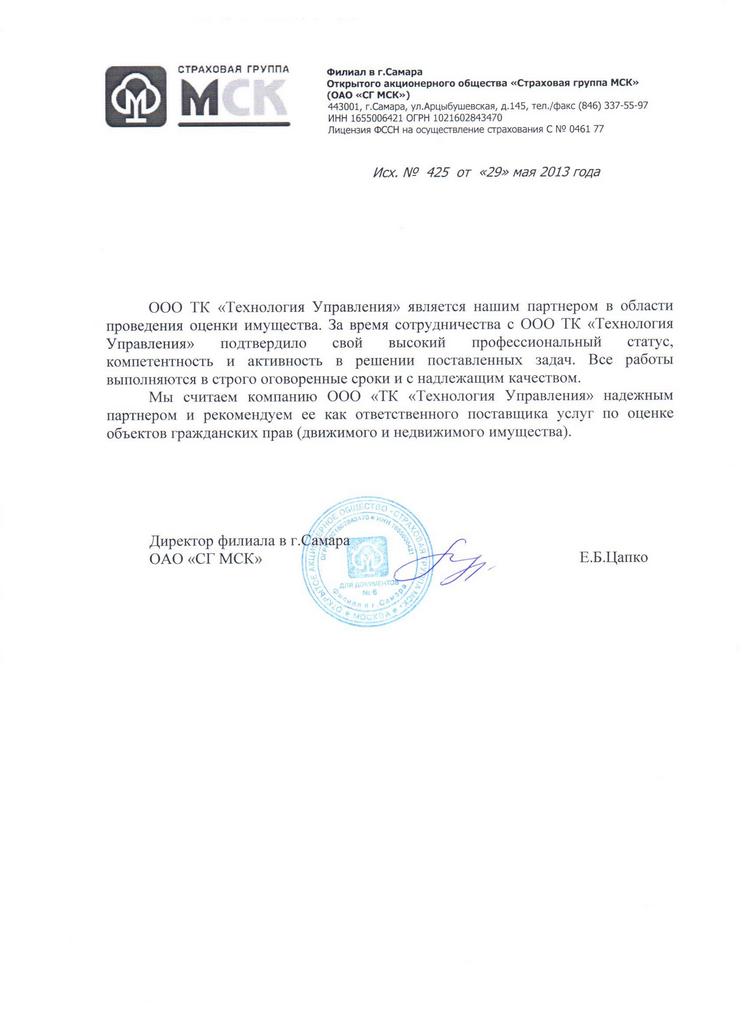 СТРАХОВАЯ ГРУППА
МСК
Филиал в г.Самара
Открытого акционерного общества «Страховая группа МСК»
(ОАО «СГ МСК»)
443001, г.Самара, ул.Арцыбушевская, д.145, тел./факс (846) 337-55-97
ИНН 1655006421 ОГРН 1021602843470
Лицензия ФССН на осуществление страхования С № 0461 77
Исх. № 425 от «29» мая 2013 года
ООО ТК «Технология Управления» является нашим партнером в области
проведения оценки имущества. За время сотрудничества с ООО ТК «Технология
Управления» подтвердило свой высокий профессиональный статус,
компетентность и активность в решении поставленных задач. Все работы
выполняются в строго оговоренные сроки и с надлежащим качеством.
Мы считаем компанию ООО «ТК «Технология Управления» надежным
партнером и рекомендуем ее как ответственного поставщика услуг по оценке
объектов гражданских прав (движимого и недвижимого имущества).
Директор филиала в г.Самара
ОАО «СГ МСК»
Е.Б.Цапко
ОТКРЫТОЕ АКЦИОНЕРНОЕ ОБЩЕСТВО «СТРАХОВАЯ ГРУППА МСК»
* МОСКВА *
ОГРН 1021602843470 * ИНН 1655006421
ДЛЯ ДОКУМЕНТОВ
№ 6
Филиал в г. Самара